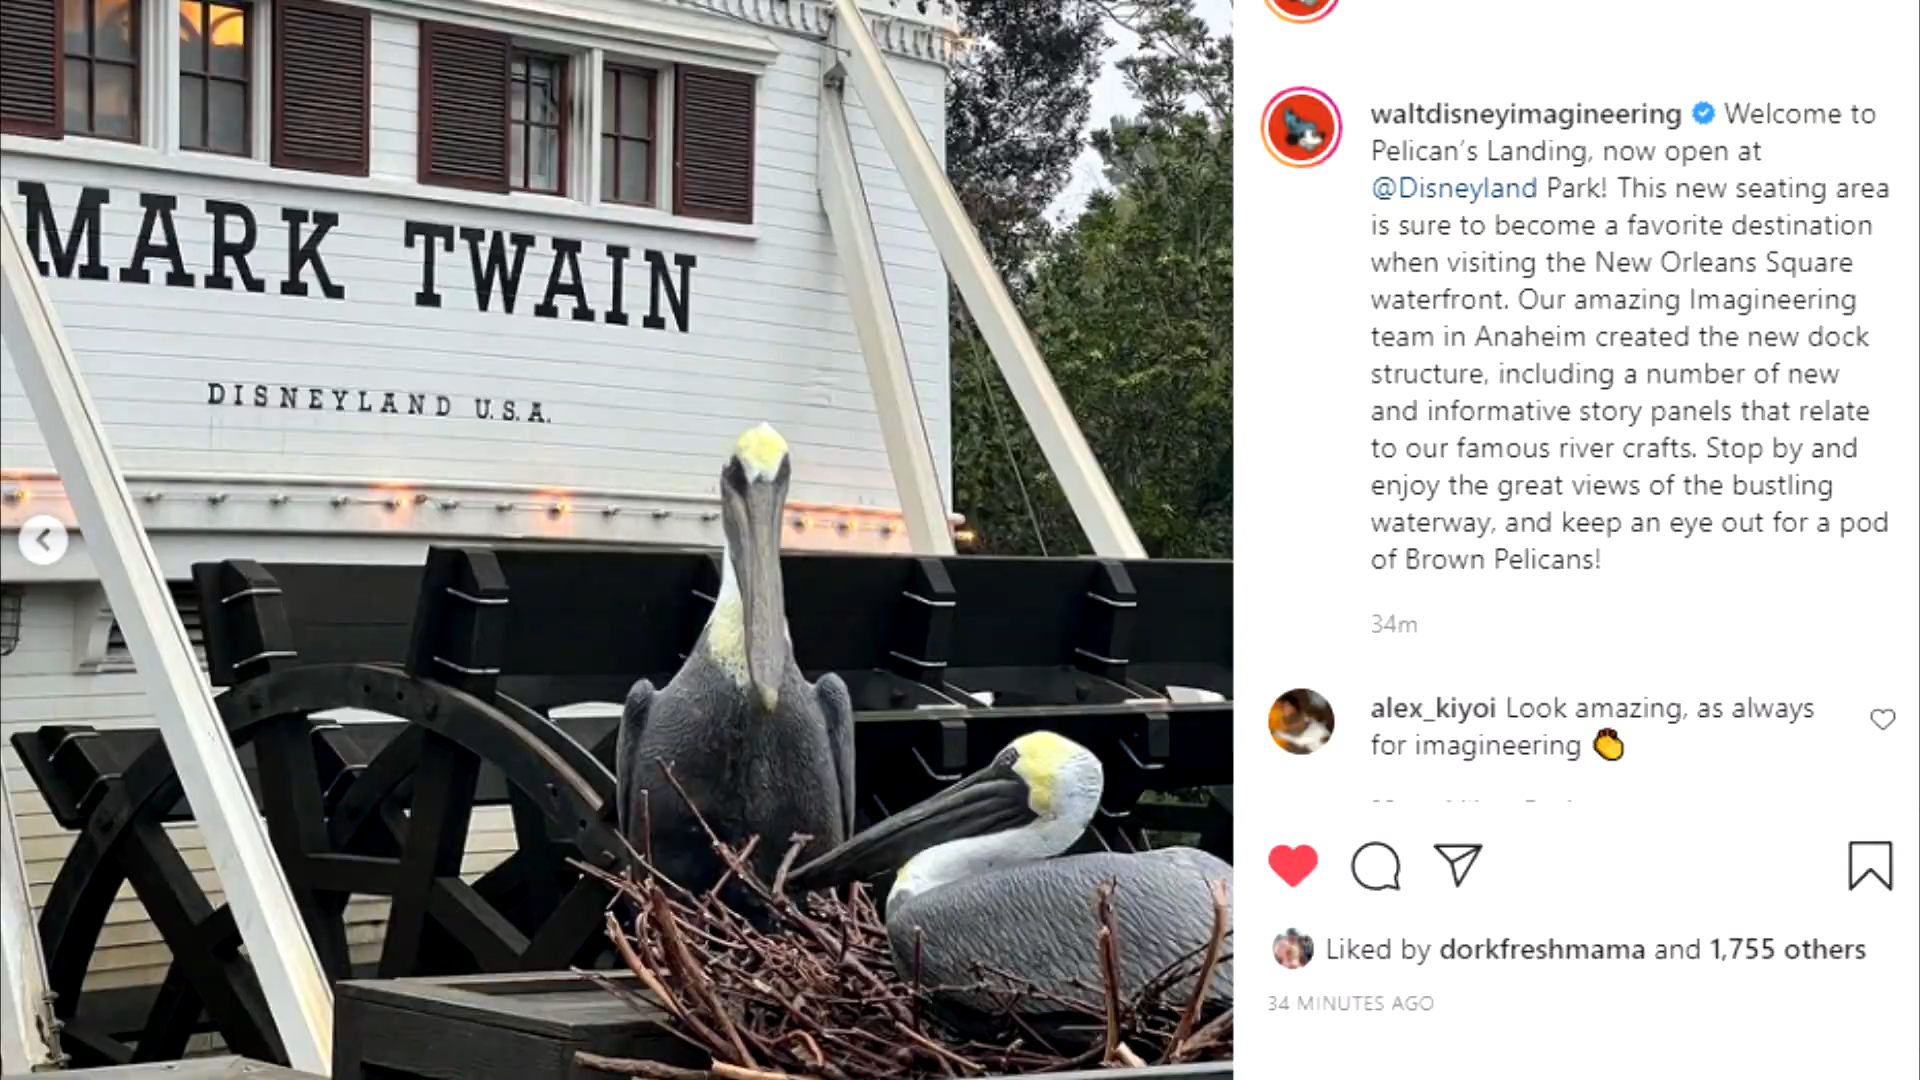 MARK TWAIN
DISNEYLAND U.S.A.
waltdisneyimagineering Welcome to
Pelican’s Landing, now open at
@Disneyland Park! This new seating area
is sure to become a favorite destination
when visiting the New Orleans Square
waterfront. Our amazing Imagineering
team in Anaheim created the new dock
structure, including a number of new
and informative story panels that relate
to our famous river crafts. Stop by and
enjoy the great views of the bustling
waterway, and keep an eye out for a pod
of Brown Pelicans!
34m
alex_kiyoi Look amazing, as always
for imagineering 👏
Liked by dorkfreshmama and 1,755 others
34 MINUTES AGO